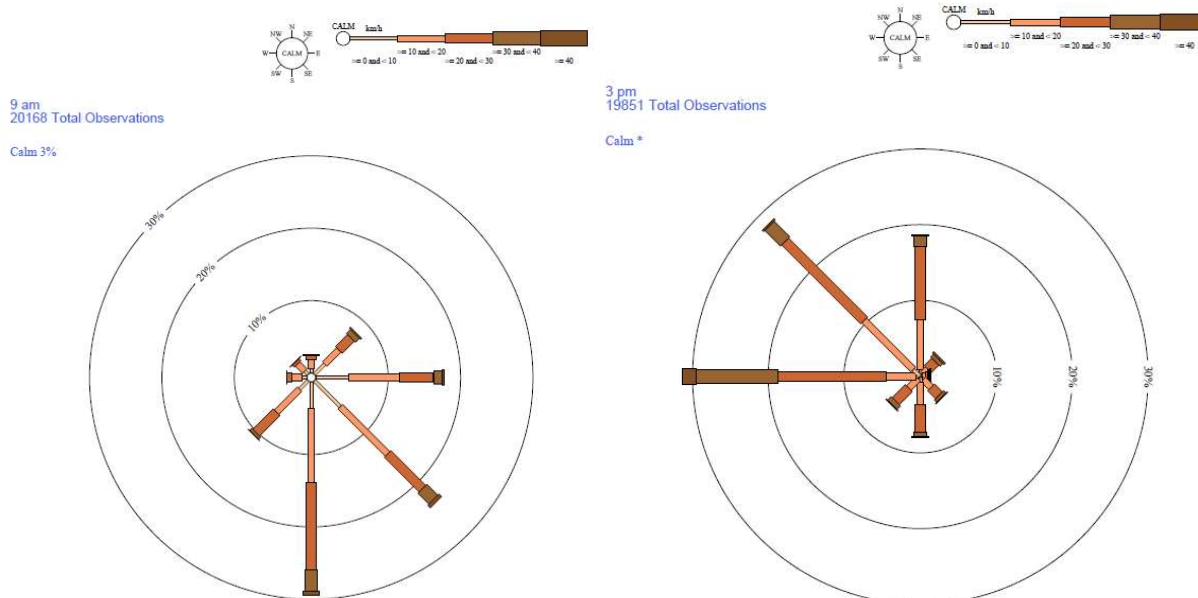 CALM km/h
N
NW NE
W CALM E
SW SE
S
>= 10 and < 20 >= 30 and < 40
>= 0 and < 10 >= 20 and < 30 >= 40
9 am
20168 Total Observations
Calm 3%
10%
20%
30%
CALM km/h
N
NW NE
W CALM E
SW SE
S
>= 10 and < 20 >= 30 and < 40
>= 0 and < 10 >= 20 and < 30 >= 40
3 pm
19851 Total Observations
Calm *
10%
20%
30%